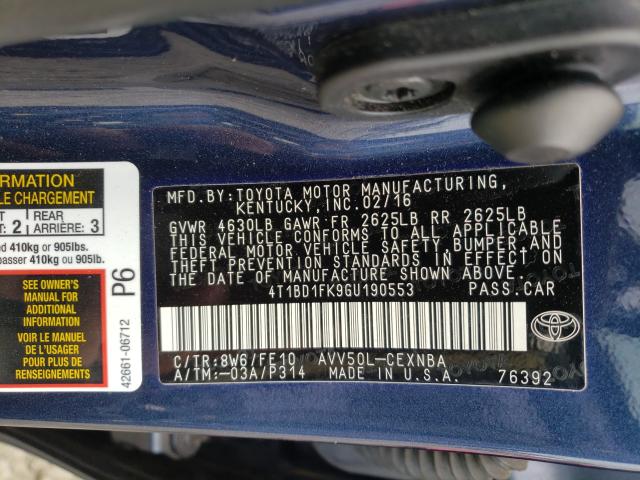 FORMATION
LE CHARGEMENT
2 REAR
ARRIÈRE: 3
d 410kg or 905lbs.
passer 410 kg ou 905lb.
SEE OWNER'S
MANUAL FOR
ADDITIONAL
INFORMATION
VOIR LE MANUEL
DE L'USAGER
POUR PLUS DE
RENSEIGNEMENTS
P6
42661-06712
MFD.BY:TOYOTA MOTOR MANUFACTURING,
KENTUCKY, INC.02/16
GVWR 4630LB GAWR FR 2625LB RR 2625LB
THIS VEHICLE CONFORMS TO ALL APPLICABLE
FEDERAL MOTOR VEHICLE SAFETY,BUMPER,AND
THEFT PREVENTION STANDARDS IN EFFECT ON
THE DATE OF MANUFACTURE SHOWN ABOVE.
4T1BD1FK9GU190553 PASS.CAR
C/TR:8W6/FE10 AVV50L-CEXNBA
A/TM:-03A/P314 MADE IN U.S.A. 76392